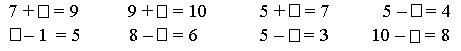 7 + □ = 9 9 + □ = 10 5 + □ = 7 5 – □ = 4
□ – 1 = 5 8 – □ = 6 5 – □ = 3 10 – □ = 8